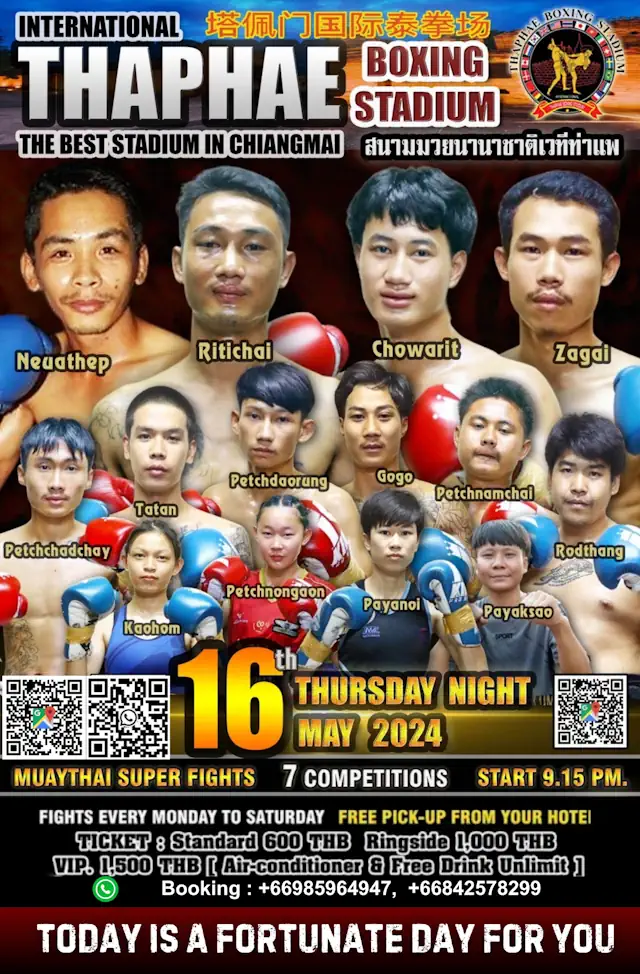 INTERNATIONAL
塔佩门国际泰拳场
THAPHAE
BOXING
STADIUM
THAPHAE BOXING STADIUM
THE BEST STADIUM IN CHIANGMAI
สนามมวยนานาชาติเวทีท่าแพ
Neuathep
Ritichai
Chowarit
Zagai
Petchdaorung
Gogo
Petchnamchai
Tatan
Petchchadchay
Rodthang
Petchnongaon
Payanoi
Payaksao
Kaohom
16th
THURSDAY NIGHT
MAY 2024
MUAYTHAI SUPER FIGHTS 7 COMPETITIONS START 9.15 PM.
FIGHTS EVERY MONDAY TO SATURDAY FREE PICK-UP FROM YOUR HOTEl
TICKET : Standard 600 THB Ringside 1,000 THB
VIP. 1,500 THB [ Air-conditioner & Free Drink Unlimit ]
Booking : +66985964947, +66842578299
TODAY IS A FORTUNATE DAY FOR YOU